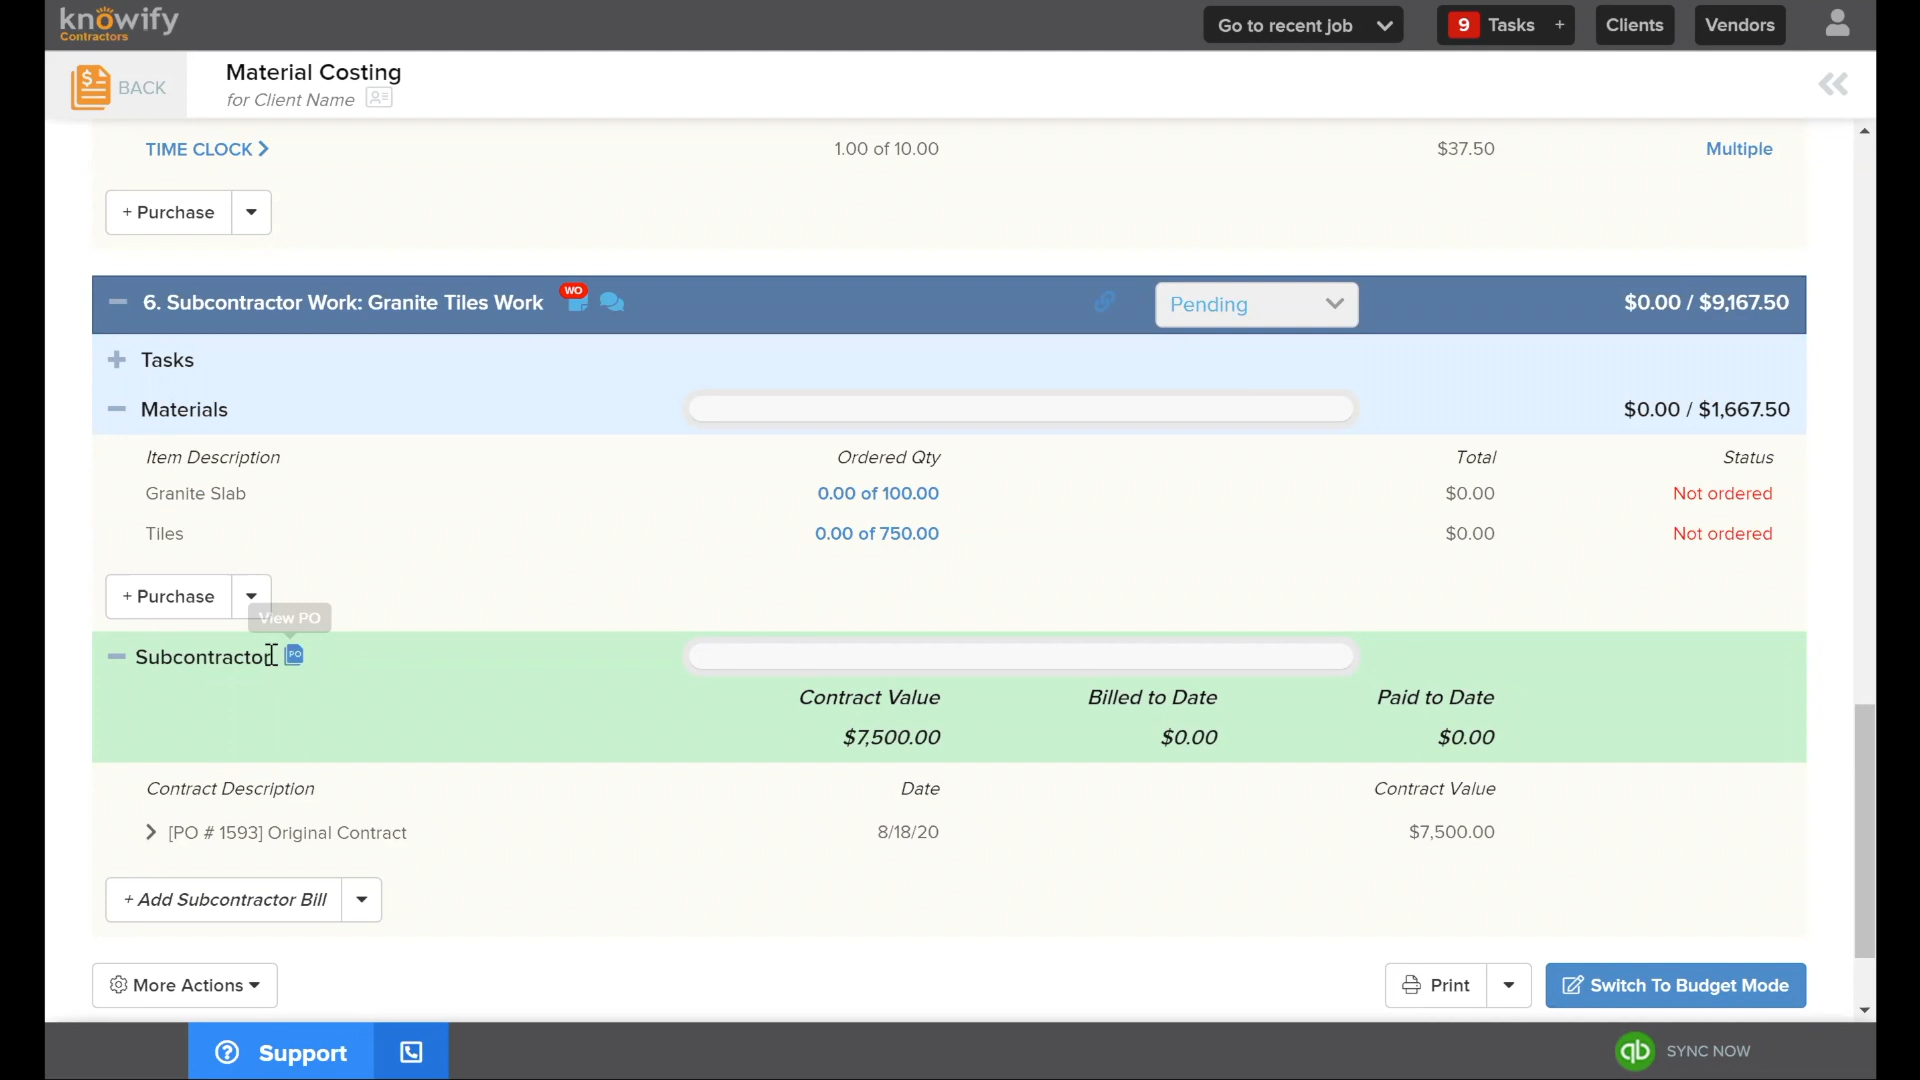 knowify
Contractors
Go to recent job
9 Tasks +
Clients
Vendors
BACK
Material Costing
for Client Name
TIME CLOCK
1.00 of 10.00
$37.50
Multiple
+ Purchase
6. Subcontractor Work: Granite Tiles Work
WO
Pending
$0.00 / $9,167.50
Tasks
Materials
$0.00 / $1,667.50
Item Description
Ordered Qty
Total
Status
Granite Slab
0.00 of 100.00
$0.00
Not ordered
Tiles
0.00 of 750.00
$0.00
Not ordered
+ Purchase
View PO
Subcontractor
PO
Contract Value
Billed to Date
Paid to Date
$7,500.00
$0.00
$0.00
Contract Description
Date
Contract Value
[PO # 1593] Original Contract
8/18/20
$7,500.00
+ Add Subcontractor Bill
More Actions
Print
Switch To Budget Mode
? Support
qb SYNC NOW